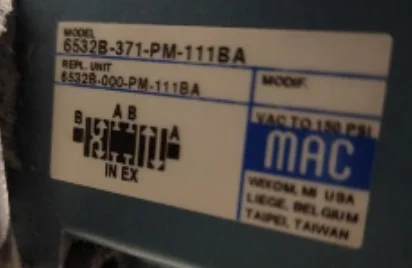 MODEL
6532B-371-PM-111BA
REPL. UNIT
6532B-000-PM-111BA
MODIF.
VAC TO 150 PSI
A B
B
A
IN EX
MAC
WIXOM, MI USA
LIEGE, BELGIUM
TAIPEI, TAIWAN